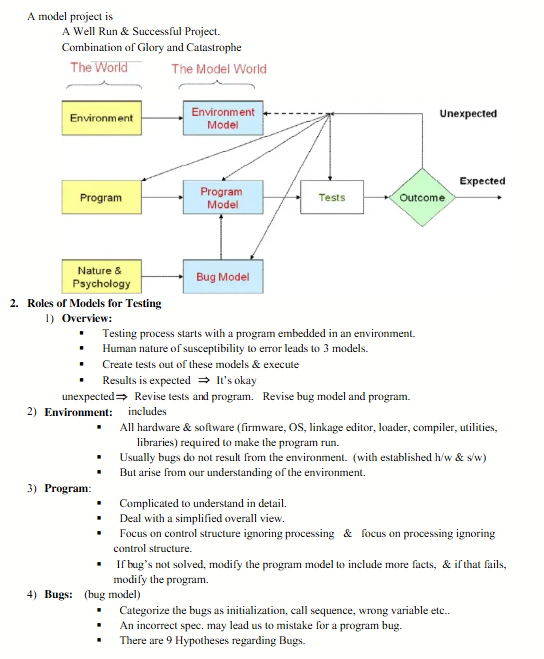 A model project is
A Well Run & Successful Project.
Combination of Glory and Catastrophe
The World
The Model World
Environment
Environment
Model
Unexpected
Program
Program
Model
Tests
Outcome
Expected
Nature &
Psychology
Bug Model
2. Roles of Models for Testing
1) Overview:
▪ Testing process starts with a program embedded in an environment.
▪ Human nature of susceptibility to error leads to 3 models.
▪ Create tests out of these models & execute
▪ Results is expected ⇒ It's okay
unexpected⇒ Revise tests and program. Revise bug model and program.
2) Environment: includes
▪ All hardware & software (firmware, OS, linkage editor, loader, compiler, utilities,
libraries) required to make the program run.
▪ Usually bugs do not result from the environment. (with established h/w & s/w)
▪ But arise from our understanding of the environment.
3) Program:
▪ Complicated to understand in detail.
▪ Deal with a simplified overall view.
▪ Focus on control structure ignoring processing & focus on processing ignoring
control structure.
▪ If bug's not solved, modify the program model to include more facts, & if that fails,
modify the program.
4) Bugs: (bug model)
▪ Categorize the bugs as initialization, call sequence, wrong variable etc..
▪ An incorrect spec. may lead us to mistake for a program bug.
▪ There are 9 Hypotheses regarding Bugs.